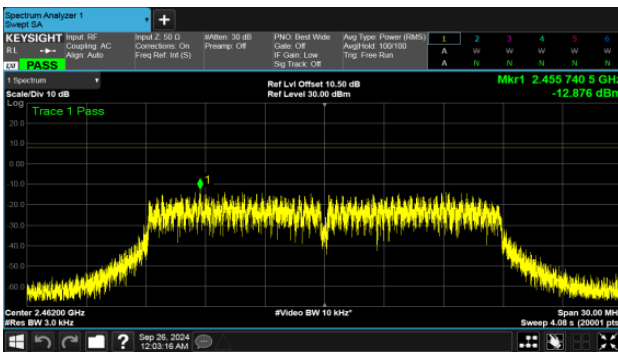 Spectrum Analyzer 1
Swept SA
KEYSIGHT Input: RF Input Z: 50 Ω #Atten: 30 dB PNO: Best Wide Avg Type: Power (RMS) 1 2 3 4 5 6
RL Coupling: AC Corrections: On Preamp: Off Gate: Off Avg|Hold: 100/100 A W W W W W
Align: Auto Freq Ref: Int (S) IF Gain: Low Trig: Free Run
LXI PASS Sig Track: Off A N N N N N
1 Spectrum Ref Lvl Offset 10.50 dB Mkr1 2.455 740 5 GHz
Scale/Div 10 dB Ref Level 30.00 dBm -12.876 dBm
Log Trace 1 Pass
20.0
10.0
0.00
1
-10.0
-20.0
-30.0
-40.0
-50.0
-60.0
Center 2.46200 GHz #Video BW 10 kHz* Span 30.00 MHz
#Res BW 3.0 kHz Sweep 4.08 s (20001 pts)
Sep 26, 2024
12:03:16 AM